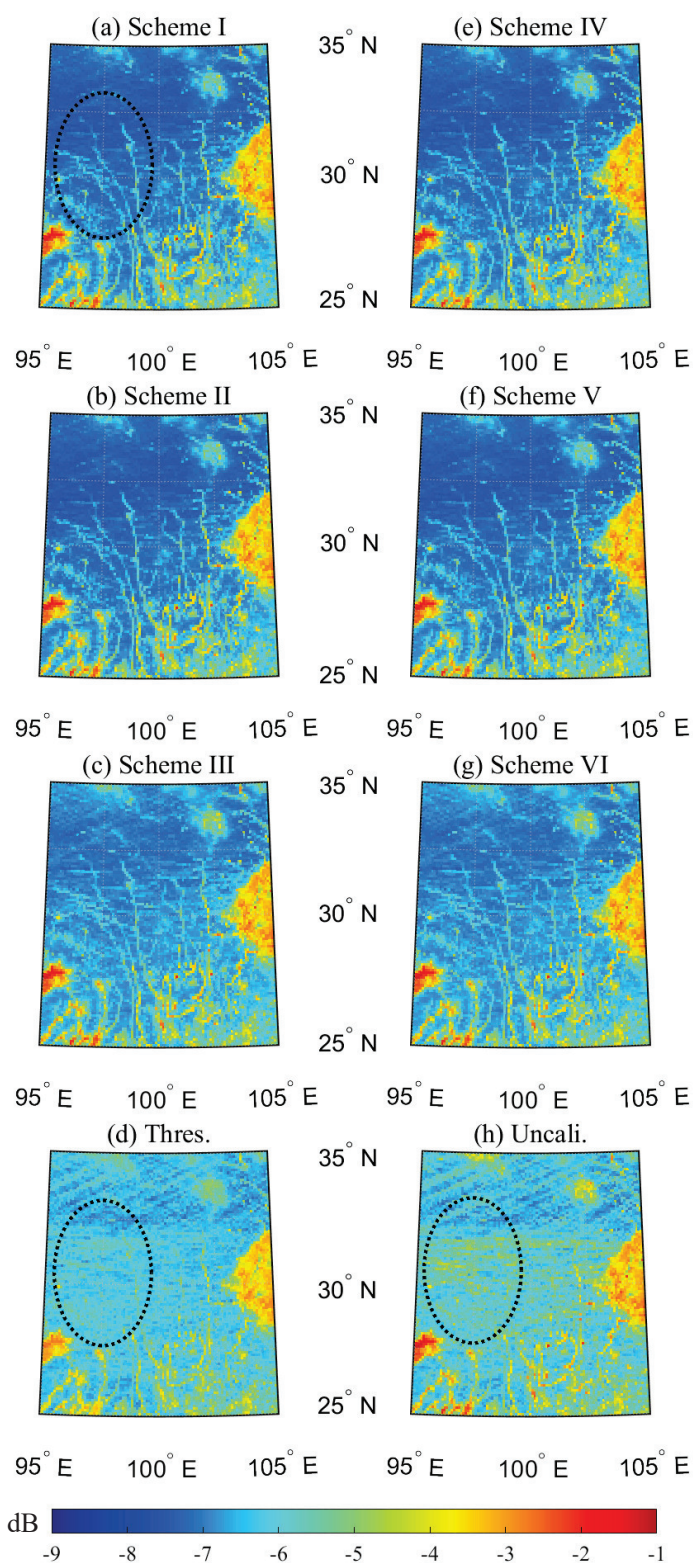 (a) Scheme I
(e) Scheme IV
35° N
30° N
25° N
95° E 100° E 105° E
95° E 100° E 105° E
(b) Scheme II
(f) Scheme V
35° N
30° N
25° N
95° E 100° E 105° E
95° E 100° E 105° E
(c) Scheme III
(g) Scheme VI
35° N
30° N
25° N
95° E 100° E 105° E
95° E 100° E 105° E
(d) Thres.
(h) Uncali.
35° N
30° N
25° N
95° E 100° E 105° E
95° E 100° E 105° E
dB
-9 -8 -7 -6 -5 -4 -3 -2 -1